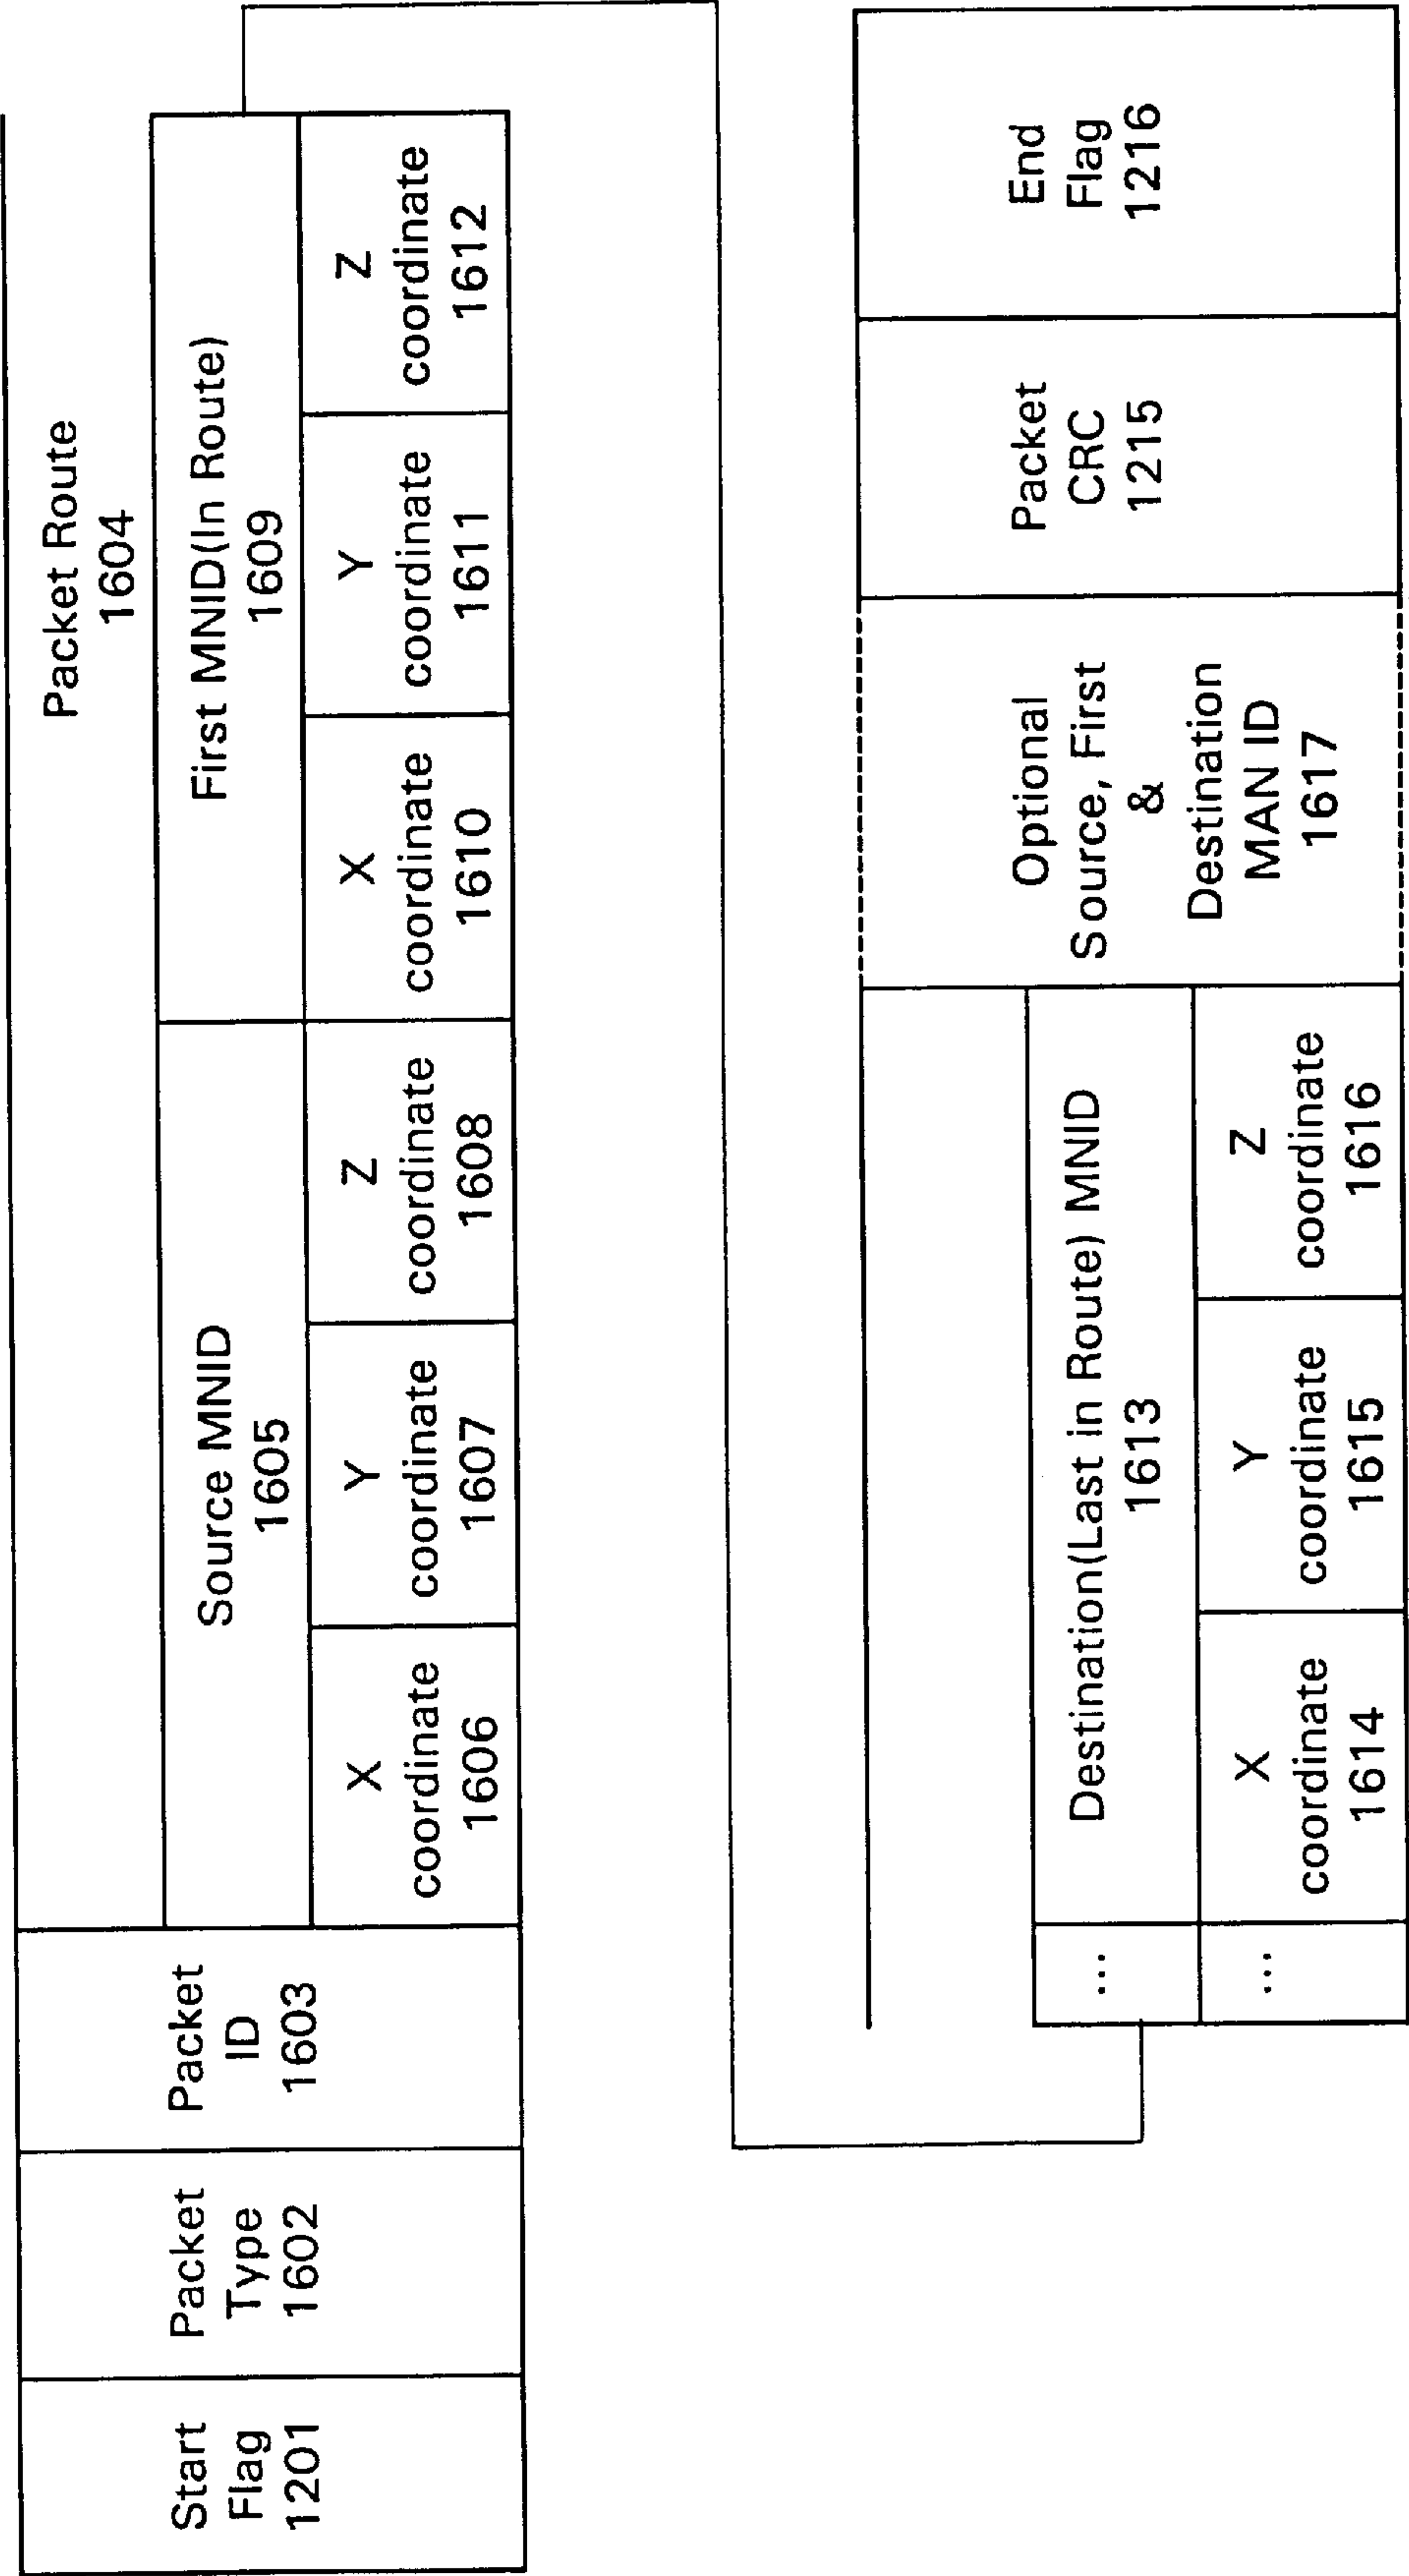 Start
Flag
1201
Packet
Type
1602
Packet
ID
1603
Packet Route
1604
Source MNID
1605
X
coordinate
1606
Y
coordinate
1607
Z
coordinate
1608
First MNID(In Route)
1609
X
coordinate
1610
Y
coordinate
1611
Z
coordinate
1612
...
...
Destination(Last in Route) MNID
1613
X
coordinate
1614
Y
coordinate
1615
Z
coordinate
1616
Optional
Source, First
&
Destination
MAN ID
1617
Packet
CRC
1215
End
Flag
1216